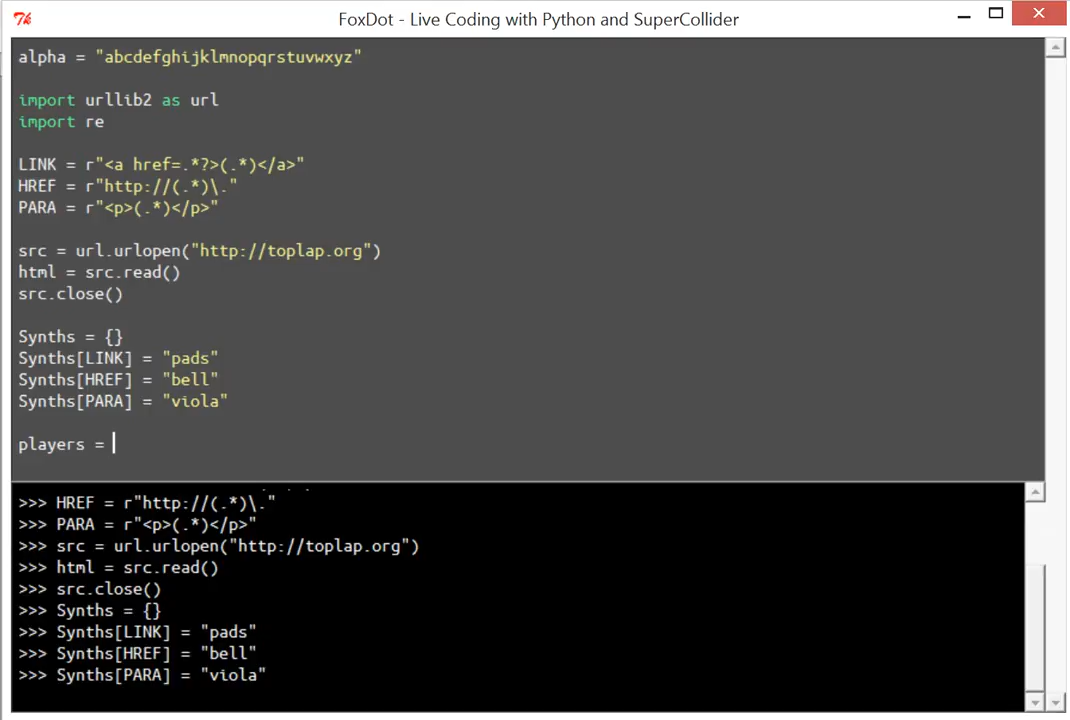 FoxDot - Live Coding with Python and SuperCollider
alpha = "abcdefghijklmnopqrstuvwxyz"
import urllib2 as url
import re
LINK = r"<a href=.*?>(.*)</a>"
HREF = r"http://(.*)\."
PARA = r"<p>(.*)</p>"
src = url.urlopen("http://toplap.org")
html = src.read()
src.close()
Synths = {}
Synths[LINK] = "pads"
Synths[HREF] = "bell"
Synths[PARA] = "viola"
players =
>>> HREF = r"http://(.*)\."
>>> PARA = r"<p>(.*)</p>"
>>> src = url.urlopen("http://toplap.org")
>>> html = src.read()
>>> src.close()
>>> Synths = {}
>>> Synths[LINK] = "pads"
>>> Synths[HREF] = "bell"
>>> Synths[PARA] = "viola"